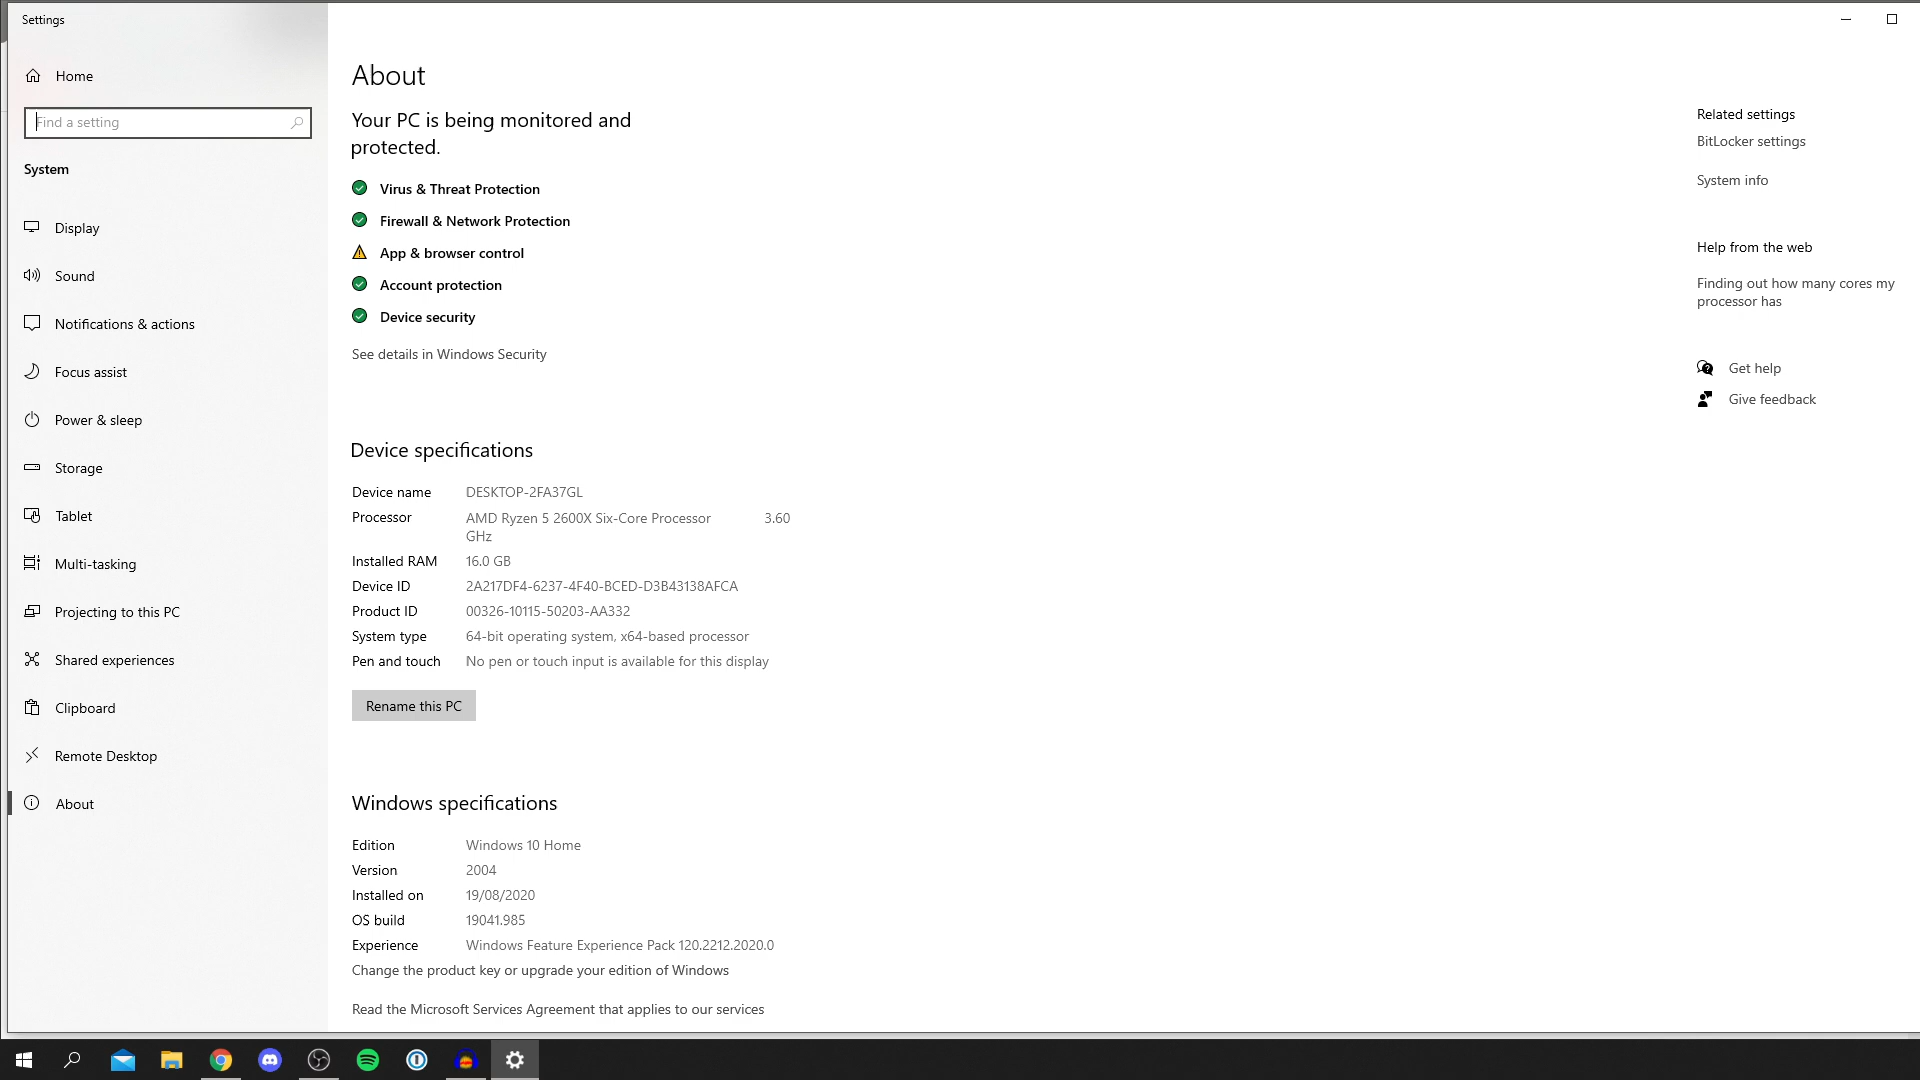 Settings
Home
Find a setting
System
Display
Sound
Notifications & actions
Focus assist
Power & sleep
Storage
Tablet
Multi-tasking
Projecting to this PC
Shared experiences
Clipboard
Remote Desktop
About
About
Your PC is being monitored and
protected.
Virus & Threat Protection
Firewall & Network Protection
App & browser control
Account protection
Device security
See details in Windows Security
Device specifications
Device name DESKTOP-2FA37GL
Processor AMD Ryzen 5 2600X Six-Core Processor 3.60
GHz
Installed RAM 16.0 GB
Device ID 2A217DF4-6237-4F40-BCED-D3B43138AFCA
Product ID 00326-10115-50203-AA332
System type 64-bit operating system, x64-based processor
Pen and touch No pen or touch input is available for this display
Rename this PC
Windows specifications
Edition Windows 10 Home
Version 2004
Installed on 19/08/2020
OS build 19041.985
Experience Windows Feature Experience Pack 120.2212.2020.0
Change the product key or upgrade your edition of Windows
Read the Microsoft Services Agreement that applies to our services
Related settings
BitLocker settings
System info
Help from the web
Finding out how many cores my
processor has
Get help
Give feedback